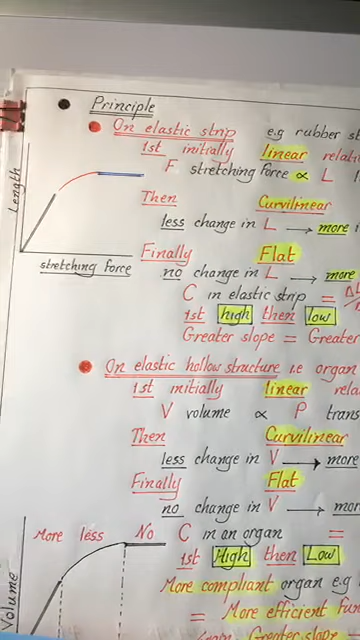 Principle
On elastic strip e.g rubber
1st initially linear
F stretching force ∝ L
Length
Then Curvilinear
less change in L → more
Finally Flat
stretching force
no change in L → more
C in elastic strip =
1st high then low
Greater slope = Greater
On elastic hollow structure i.e organ
1st initially linear
V volume ∝ P
Then Curvilinear
less change in V → more
Finally Flat
no change in V → more
More less No
C in an organ =
1st High then Low
More compliant organ e.g
= More efficient
Volume
Greater slope